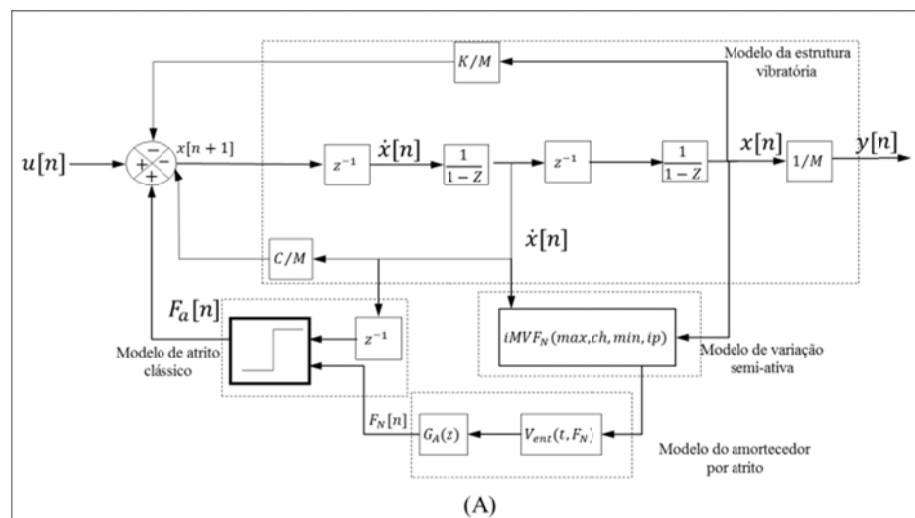 K/M
Modelo da estrutura
vibratória
u[n]
−
+
−
+
x[n + 1]
z⁻¹
ẋ[n]
1
1 − Z
z⁻¹
1
1 − Z
x[n]
1/M
y[n]
ẋ[n]
C/M
Fₐ[n]
Modelo de atrito
clássico
z⁻¹
iMVF_N(max,ch,min,ip)
Modelo de variação
semi-ativa
F_N[n]
G_A(z)
V_ent(t,F_N)
Modelo do amortecedor
por atrito
(A)